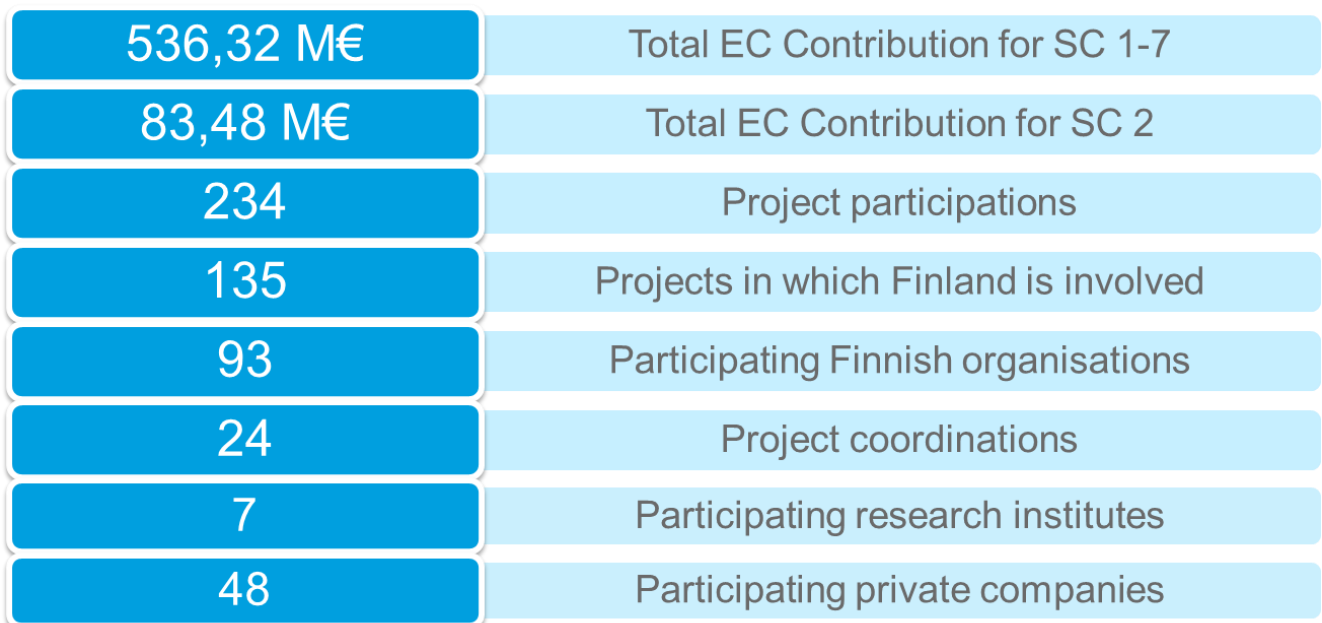 536,32 M€ Total EC Contribution for SC 1-7
83,48 M€ Total EC Contribution for SC 2
234 Project participations
135 Projects in which Finland is involved
93 Participating Finnish organisations
24 Project coordinations
7 Participating research institutes
48 Participating private companies